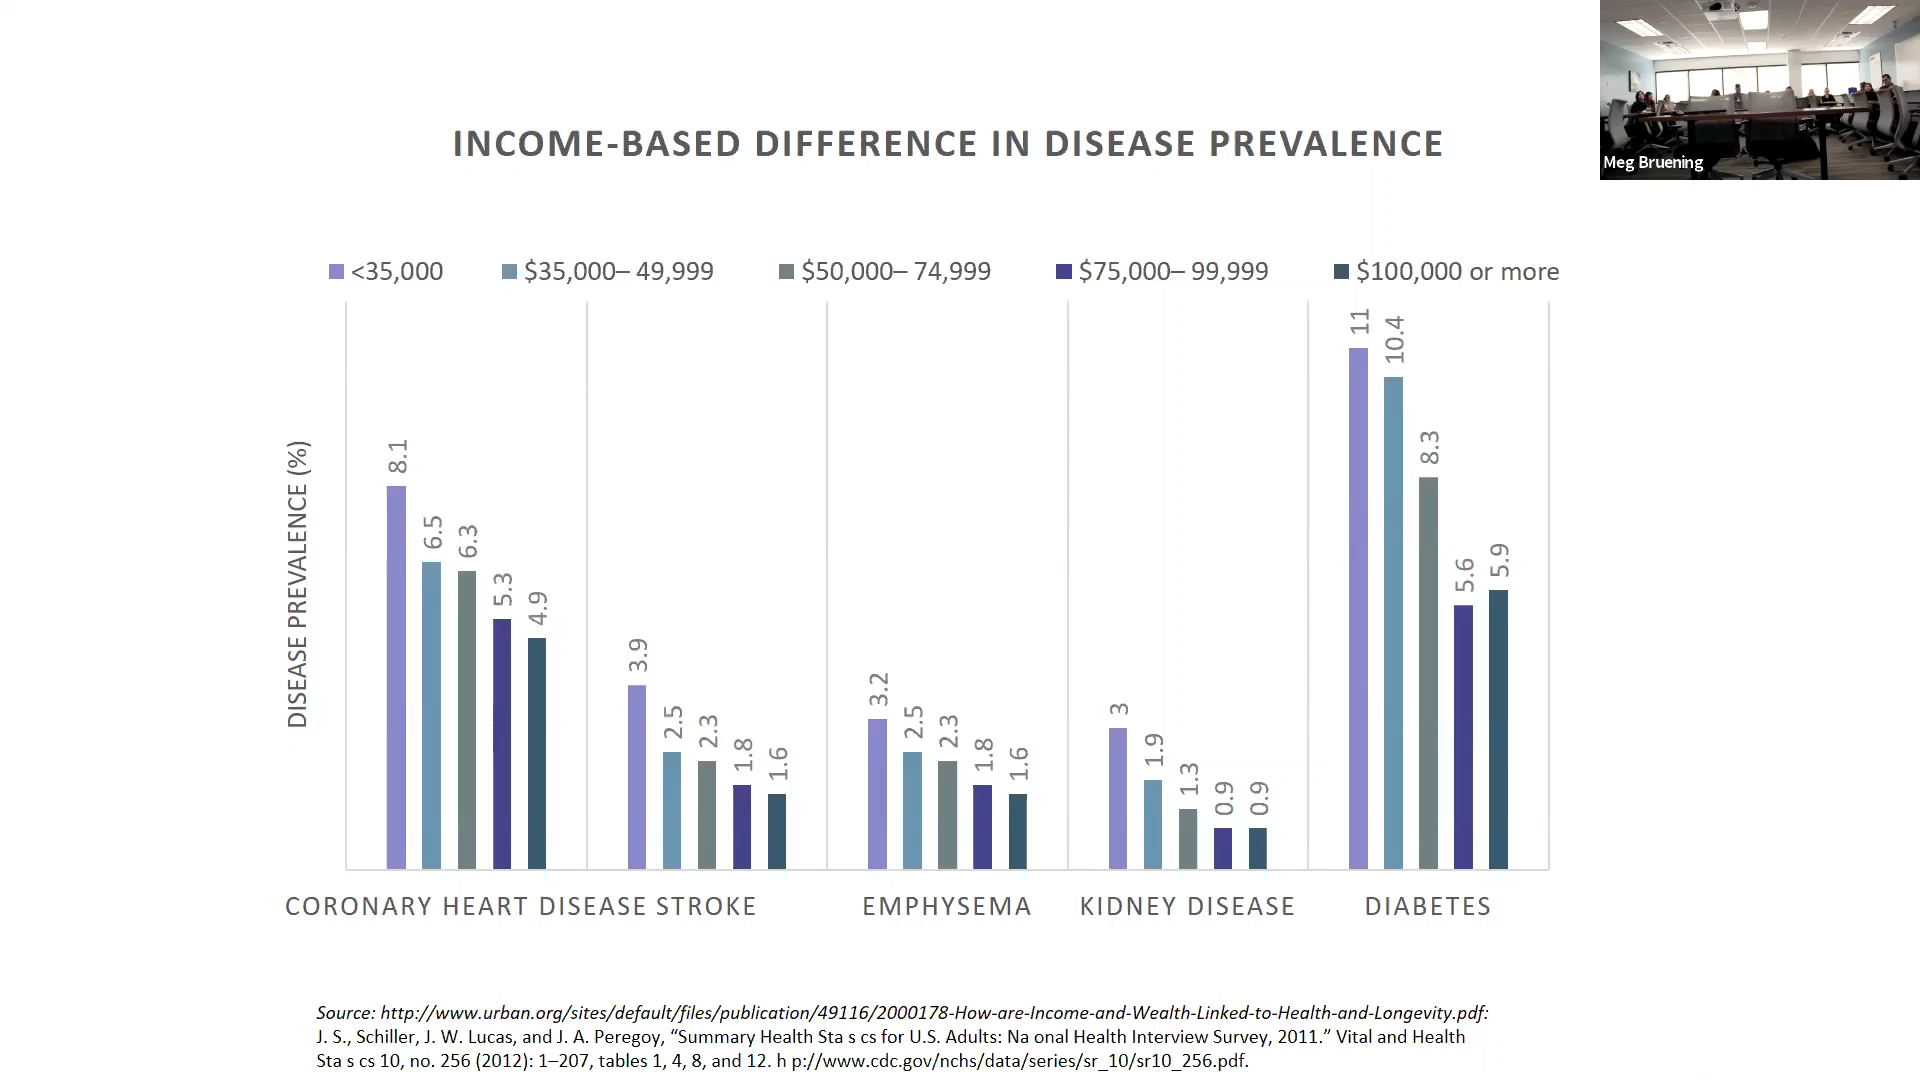 Meg Bruening
INCOME-BASED DIFFERENCE IN DISEASE PREVALENCE
<35,000 $35,000– 49,999 $50,000– 74,999 $75,000– 99,999 $100,000 or more
DISEASE PREVALENCE (%)
8.1 6.5 6.3 5.3 4.9
3.9 2.5 2.3 1.8 1.6
3.2 2.5 2.3 1.8 1.6
3 1.9 1.3 0.9 0.9
11 10.4 8.3 5.6 5.9
CORONARY HEART DISEASE STROKE EMPHYSEMA KIDNEY DISEASE DIABETES
Source: http://www.urban.org/sites/default/files/publication/49116/2000178-How-are-Income-and-Wealth-Linked-to-Health-and-Longevity.pdf:
J. S., Schiller, J. W. Lucas, and J. A. Peregoy, “Summary Health Sta s cs for U.S. Adults: Na onal Health Interview Survey, 2011.” Vital and Health
Sta s cs 10, no. 256 (2012): 1–207, tables 1, 4, 8, and 12. h p://www.cdc.gov/nchs/data/series/sr_10/sr10_256.pdf.